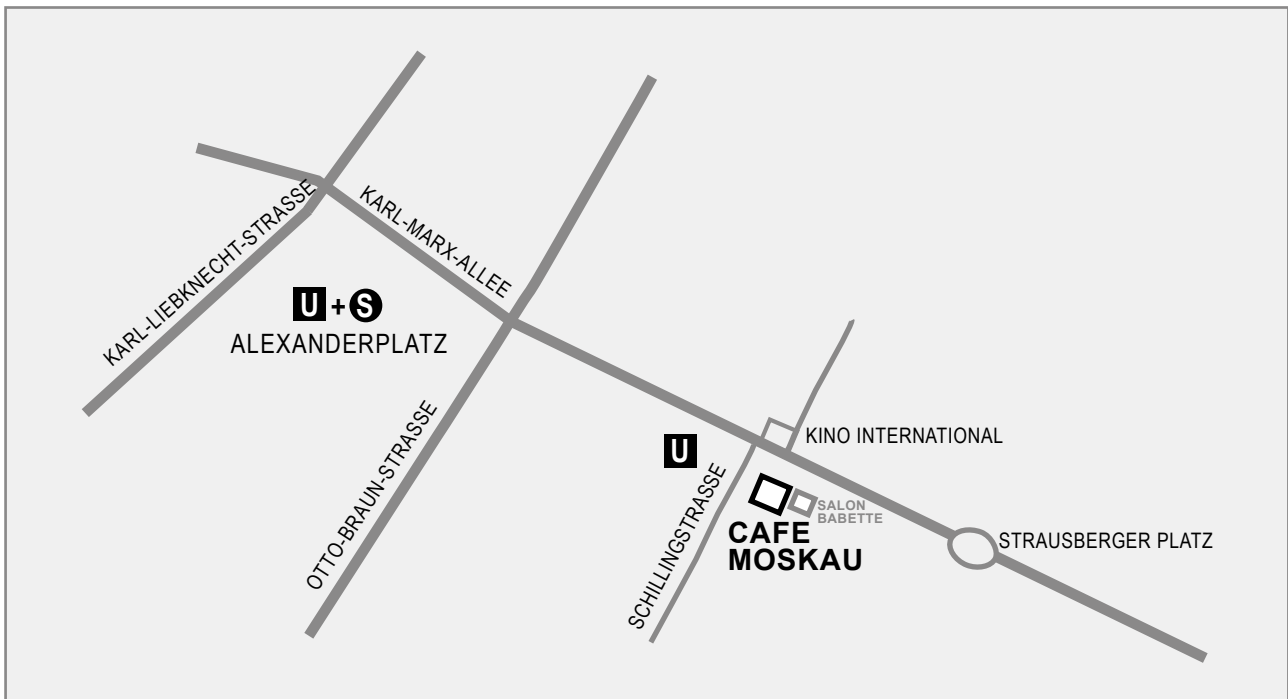 KARL-LIEBKNECHT-STRASSE
KARL-MARX-ALLEE
U + S
ALEXANDERPLATZ
OTTO-BRAUN-STRASSE
U
SCHILLINGSTRASSE
KINO INTERNATIONAL
SALON
BABETTE
CAFE
MOSKAU
STRAUSBERGER PLATZ